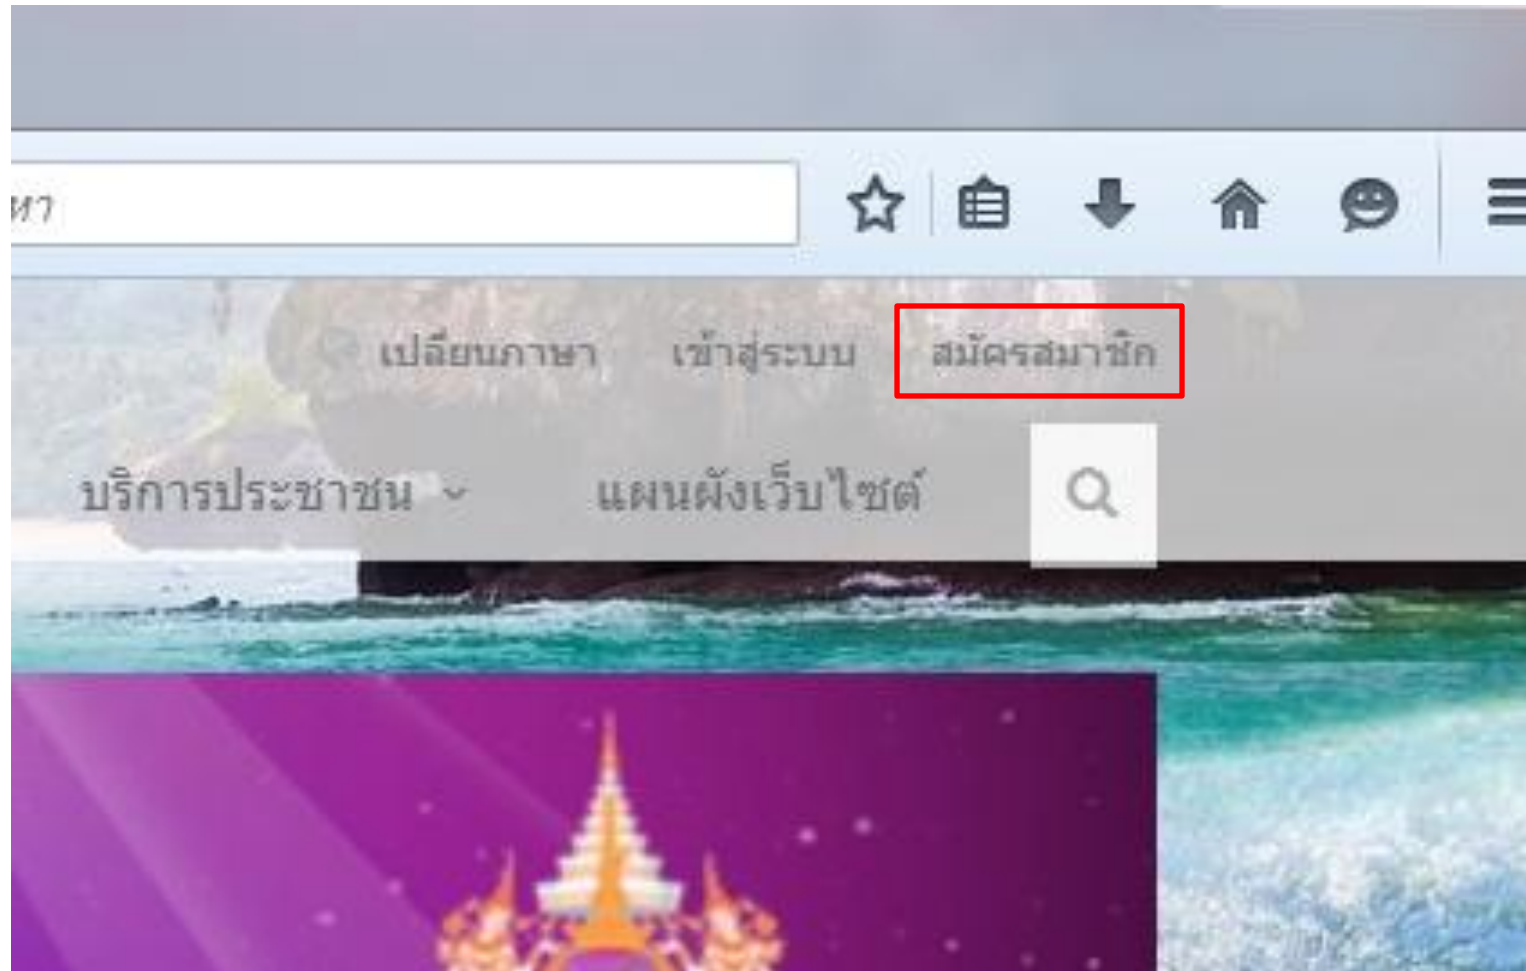 หา
เปลี่ยนภาษา เข้าสู่ระบบ สมัครสมาชิก
บริการประชาชน แผนผังเว็บไซต์